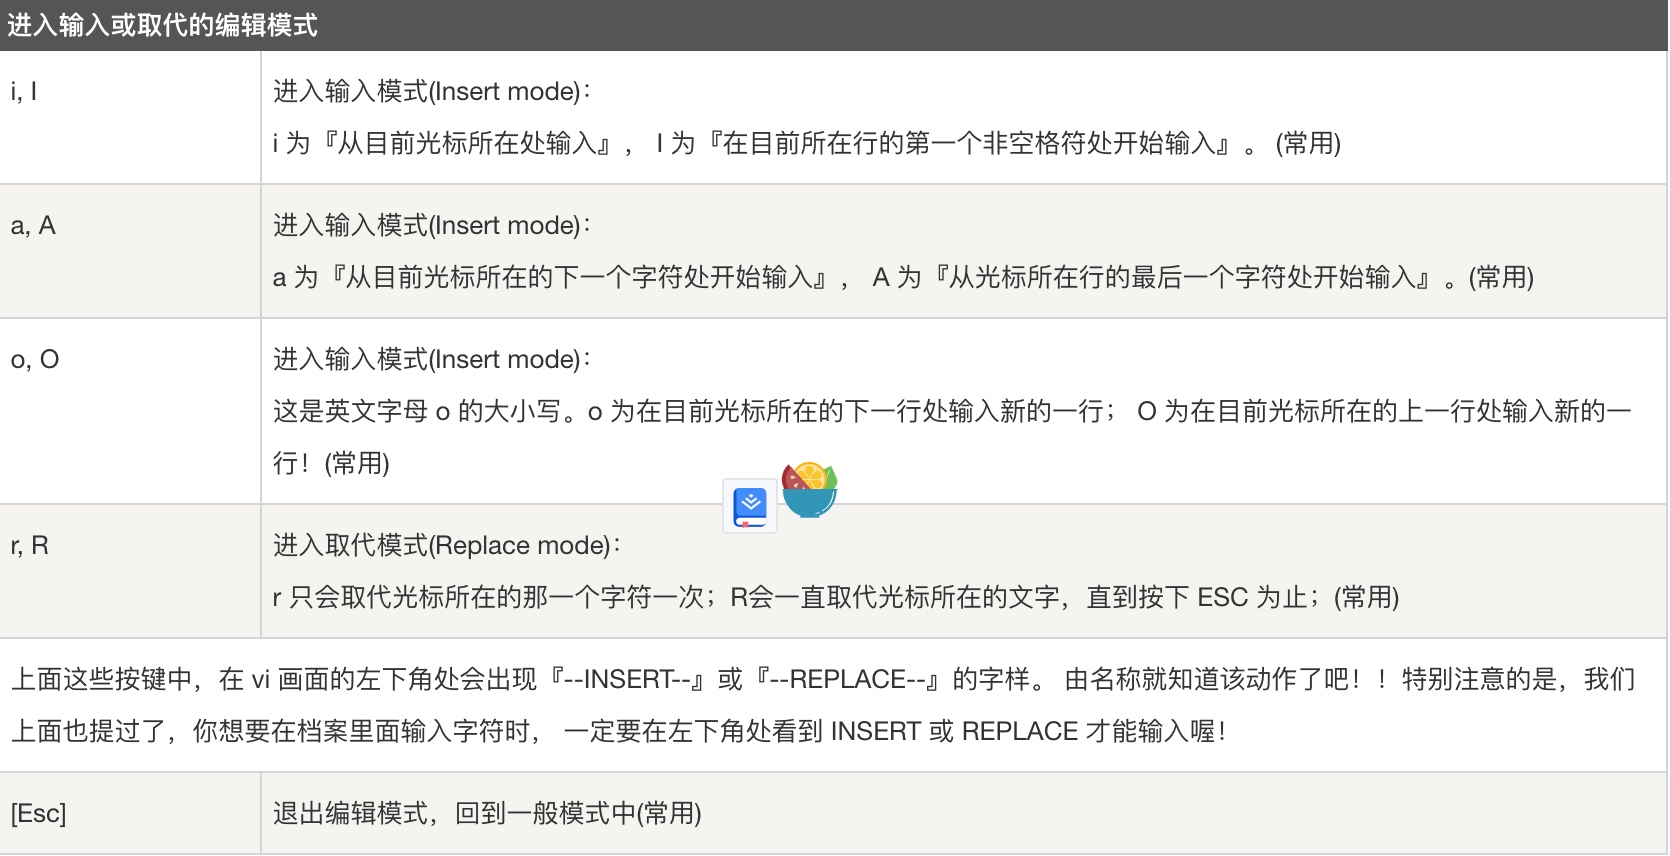 进入输入或取代的编辑模式
i, I
进入输入模式(Insert mode)：
i 为『从目前光标所在处输入』， I 为『在目前所在行的第一个非空格符处开始输入』。 (常用)
a, A
进入输入模式(Insert mode)：
a 为『从目前光标所在的下一个字符处开始输入』， A 为『从光标所在行的最后一个字符处开始输入』。(常用)
o, O
进入输入模式(Insert mode)：
这是英文字母 o 的大小写。o 为在目前光标所在的下一行处输入新的一行； O 为在目前光标所在的上一行处输入新的一
行！(常用)
r, R
进入取代模式(Replace mode)：
r 只会取代光标所在的那一个字符一次；R会一直取代光标所在的文字，直到按下 ESC 为止；(常用)
上面这些按键中，在 vi 画面的左下角处会出现『--INSERT--』或『--REPLACE--』的字样。 由名称就知道该动作了吧！！特别注意的是，我们
上面也提过了，你想要在档案里面输入字符时， 一定要在左下角处看到 INSERT 或 REPLACE 才能输入喔！
[Esc]
退出编辑模式，回到一般模式中(常用)